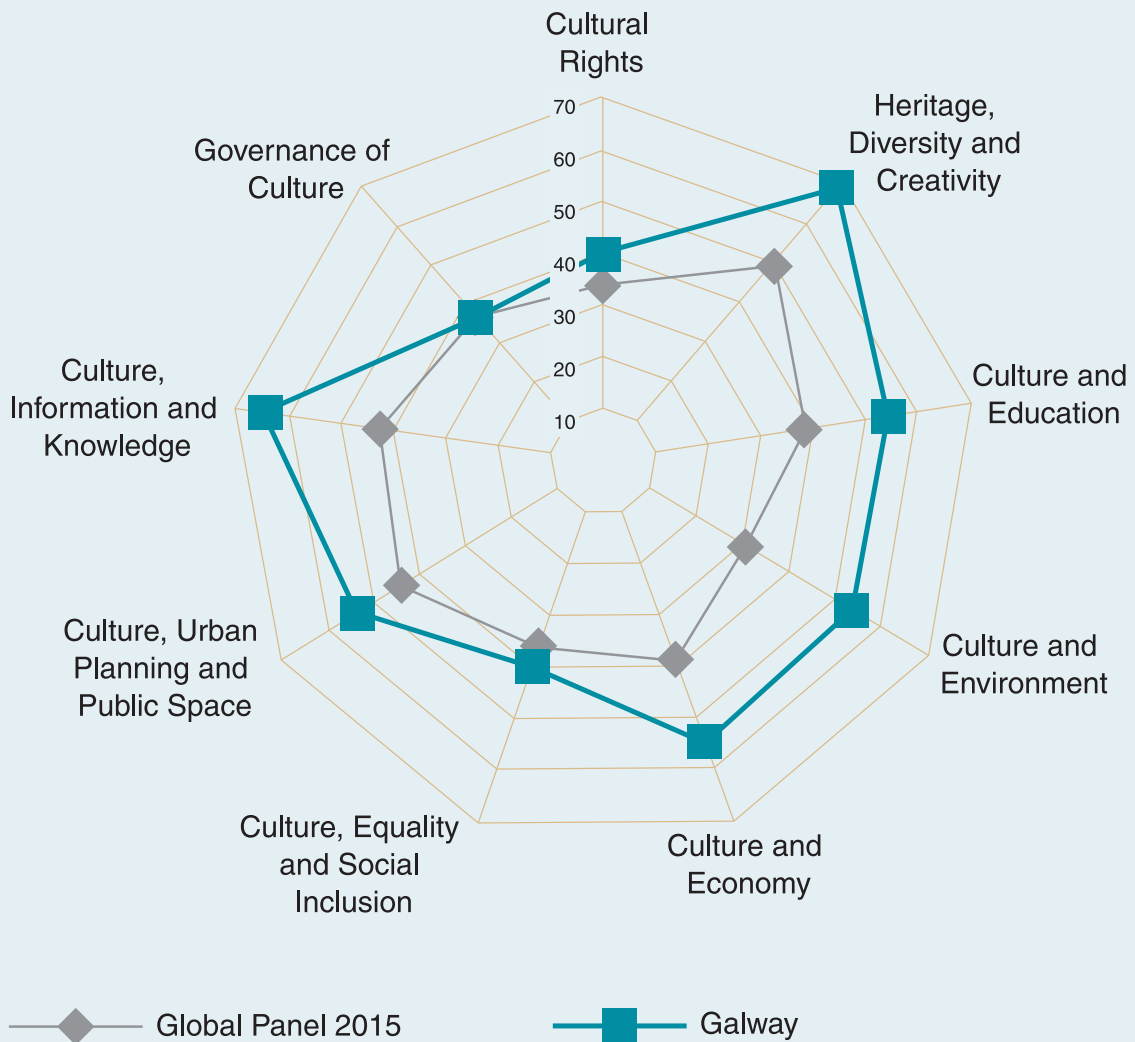 Cultural
Rights
Heritage,
Diversity and
Creativity
Culture and
Education
Culture and
Environment
Culture and
Economy
Culture, Equality
and Social
Inclusion
Culture, Urban
Planning and
Public Space
Culture,
Information and
Knowledge
Governance of
Culture
70
60
50
40
30
20
10
Global Panel 2015
Galway